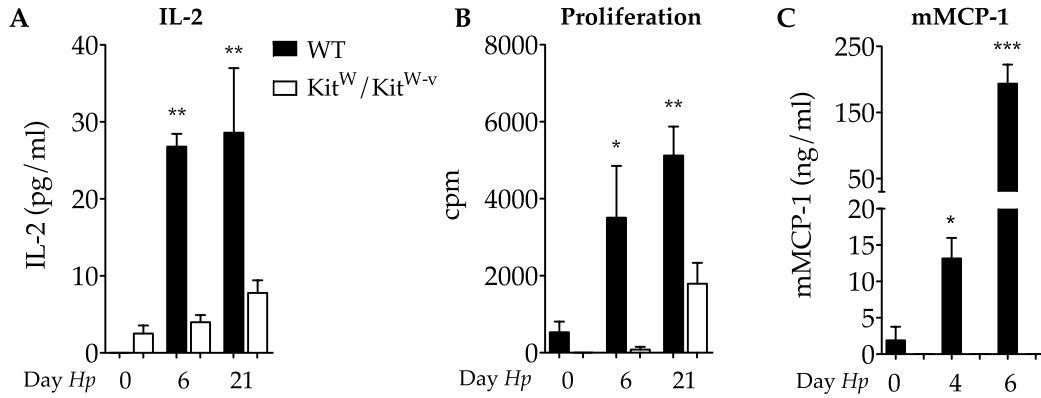 A
IL-2
IL-2 (pg/ml)
40
30
20
10
0
**
**
WT
Kit^W/Kit^W-v
Day Hp
0
6
21
B
Proliferation
cpm
8000
6000
4000
2000
0
*
**
Day Hp
0
6
21
C
mMCP-1
mMCP-1 (ng/ml)
250
150
50
20
15
10
5
0
*
***
Day Hp
0
4
6